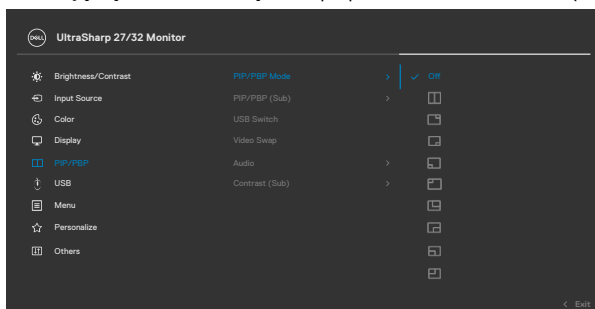 DELL
UltraSharp 27/32 Monitor
Brightness/Contrast
PIP/PBP Mode
Off
Input Source
PIP/PBP (Sub)
Color
USB Switch
Display
Video Swap
PIP/PBP
Audio
USB
Contrast (Sub)
Menu
Personalize
Others
Exit